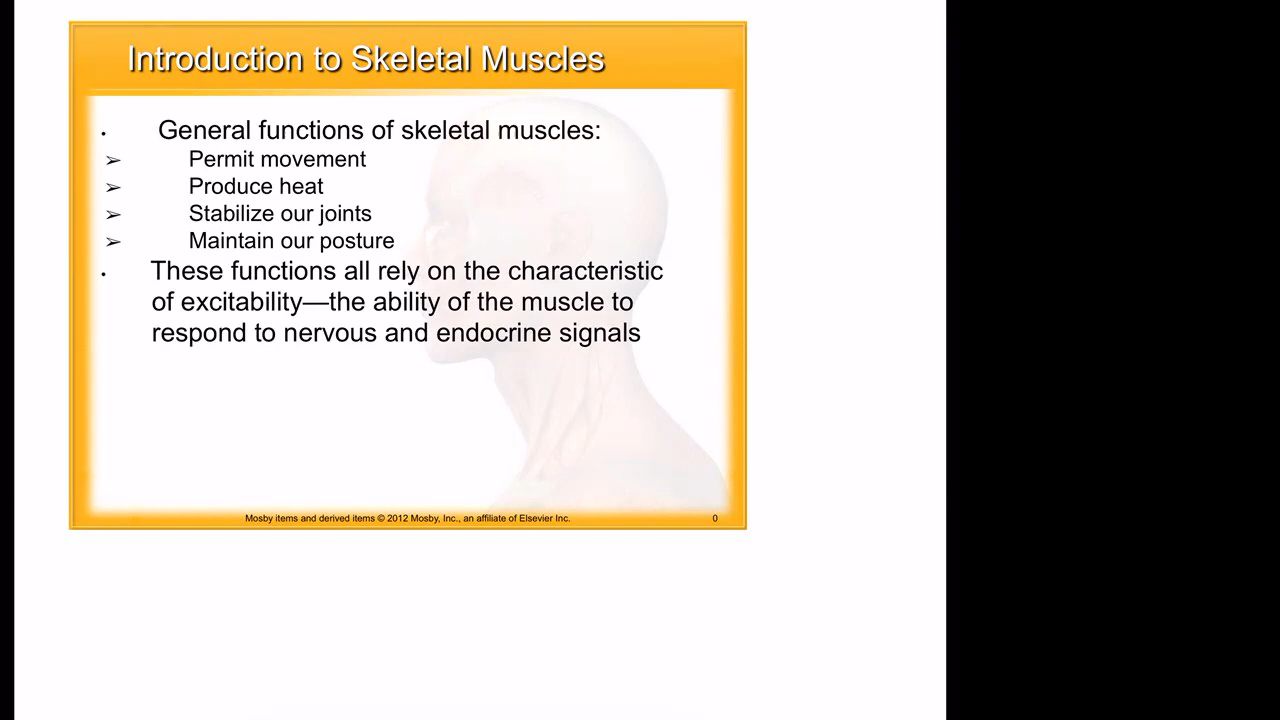 Introduction to Skeletal Muscles
• General functions of skeletal muscles:
➢ Permit movement
➢ Produce heat
➢ Stabilize our joints
➢ Maintain our posture
• These functions all rely on the characteristic
of excitability—the ability of the muscle to
respond to nervous and endocrine signals
Mosby items and derived items © 2012 Mosby, Inc., an affiliate of Elsevier Inc. 0